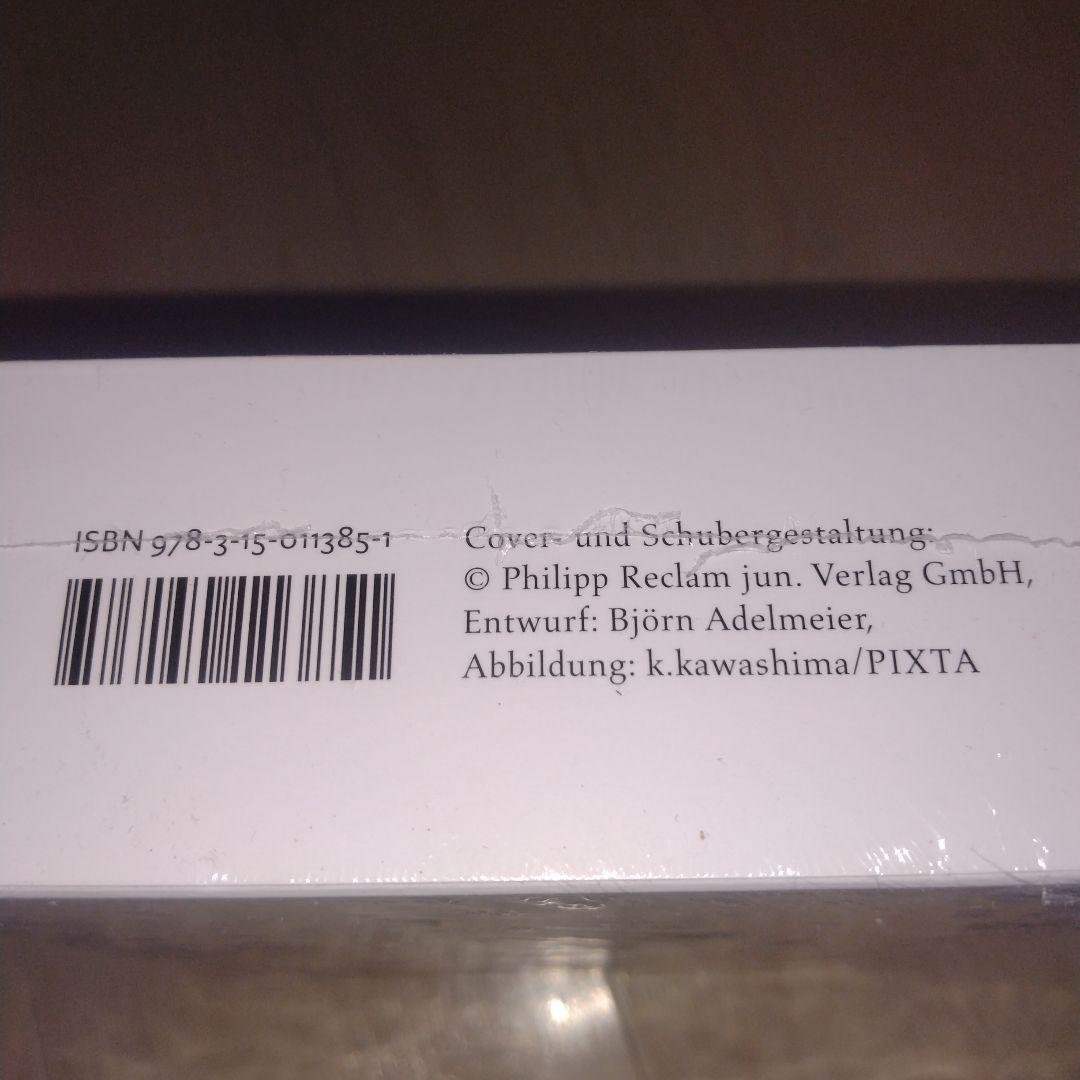 ISBN 978-3-15-011385-1
Cover- und Schubergestaltung:
© Philipp Reclam jun. Verlag GmbH,
Entwurf: Björn Adelmeier,
Abbildung: k.kawashima/PIXTA